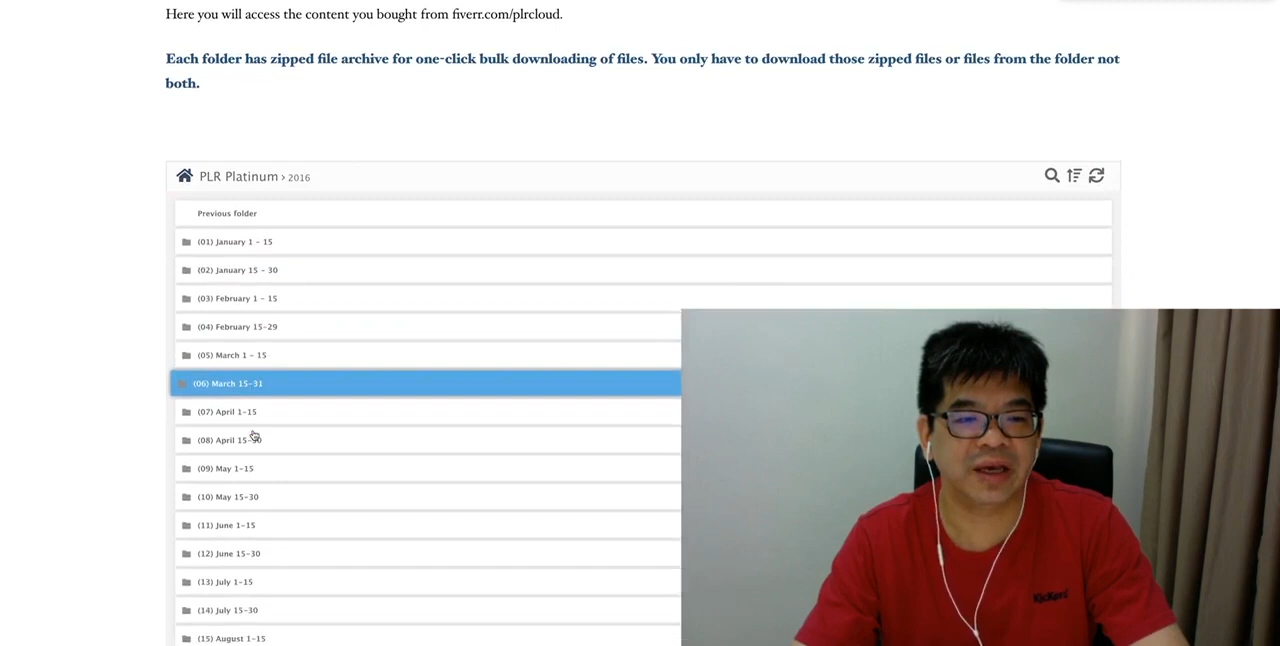 Here you will access the content you bought from fiverr.com/plrcloud.
Each folder has zipped file archive for one-click bulk downloading of files. You only have to download those zipped files or files from the folder not
both.
PLR Platinum > 2016
Previous folder
(01) January 1 - 15
(02) January 15 - 30
(03) February 1 - 15
(04) February 15-29
(05) March 1 - 15
(06) March 15-31
(07) April 1-15
(08) April 15-30
(09) May 1-15
(10) May 15-30
(11) June 1-15
(12) June 15-30
(13) July 1-15
(14) July 15-30
(15) August 1-15